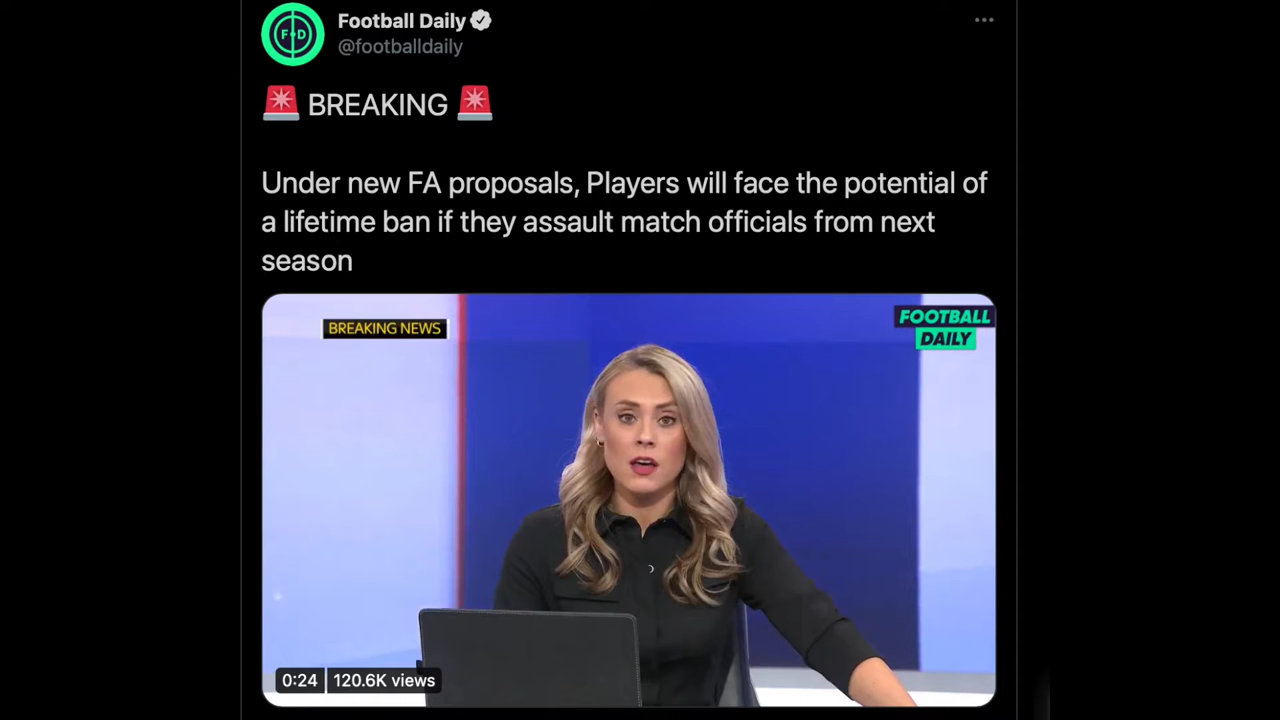 Football Daily
@footballdaily
F D
🚨 BREAKING 🚨
Under new FA proposals, Players will face the potential of
a lifetime ban if they assault match officials from next
season
BREAKING NEWS
FOOTBALL
DAILY
0:24 120.6K views